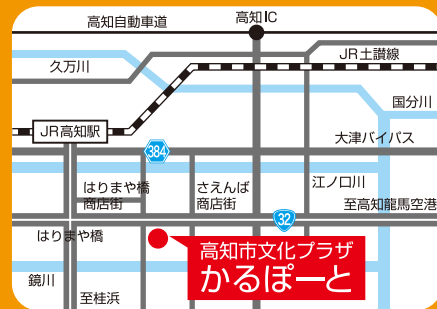 高知自動車道
高知IC
久万川
JR土讃線
国分川
JR高知駅
大津バイパス
384
はりまや橋
商店街
さえんば
商店街
江ノ口川
32
至高知龍馬空港
はりまや橋
高知市文化プラザ
かるぽーと
鏡川
至桂浜